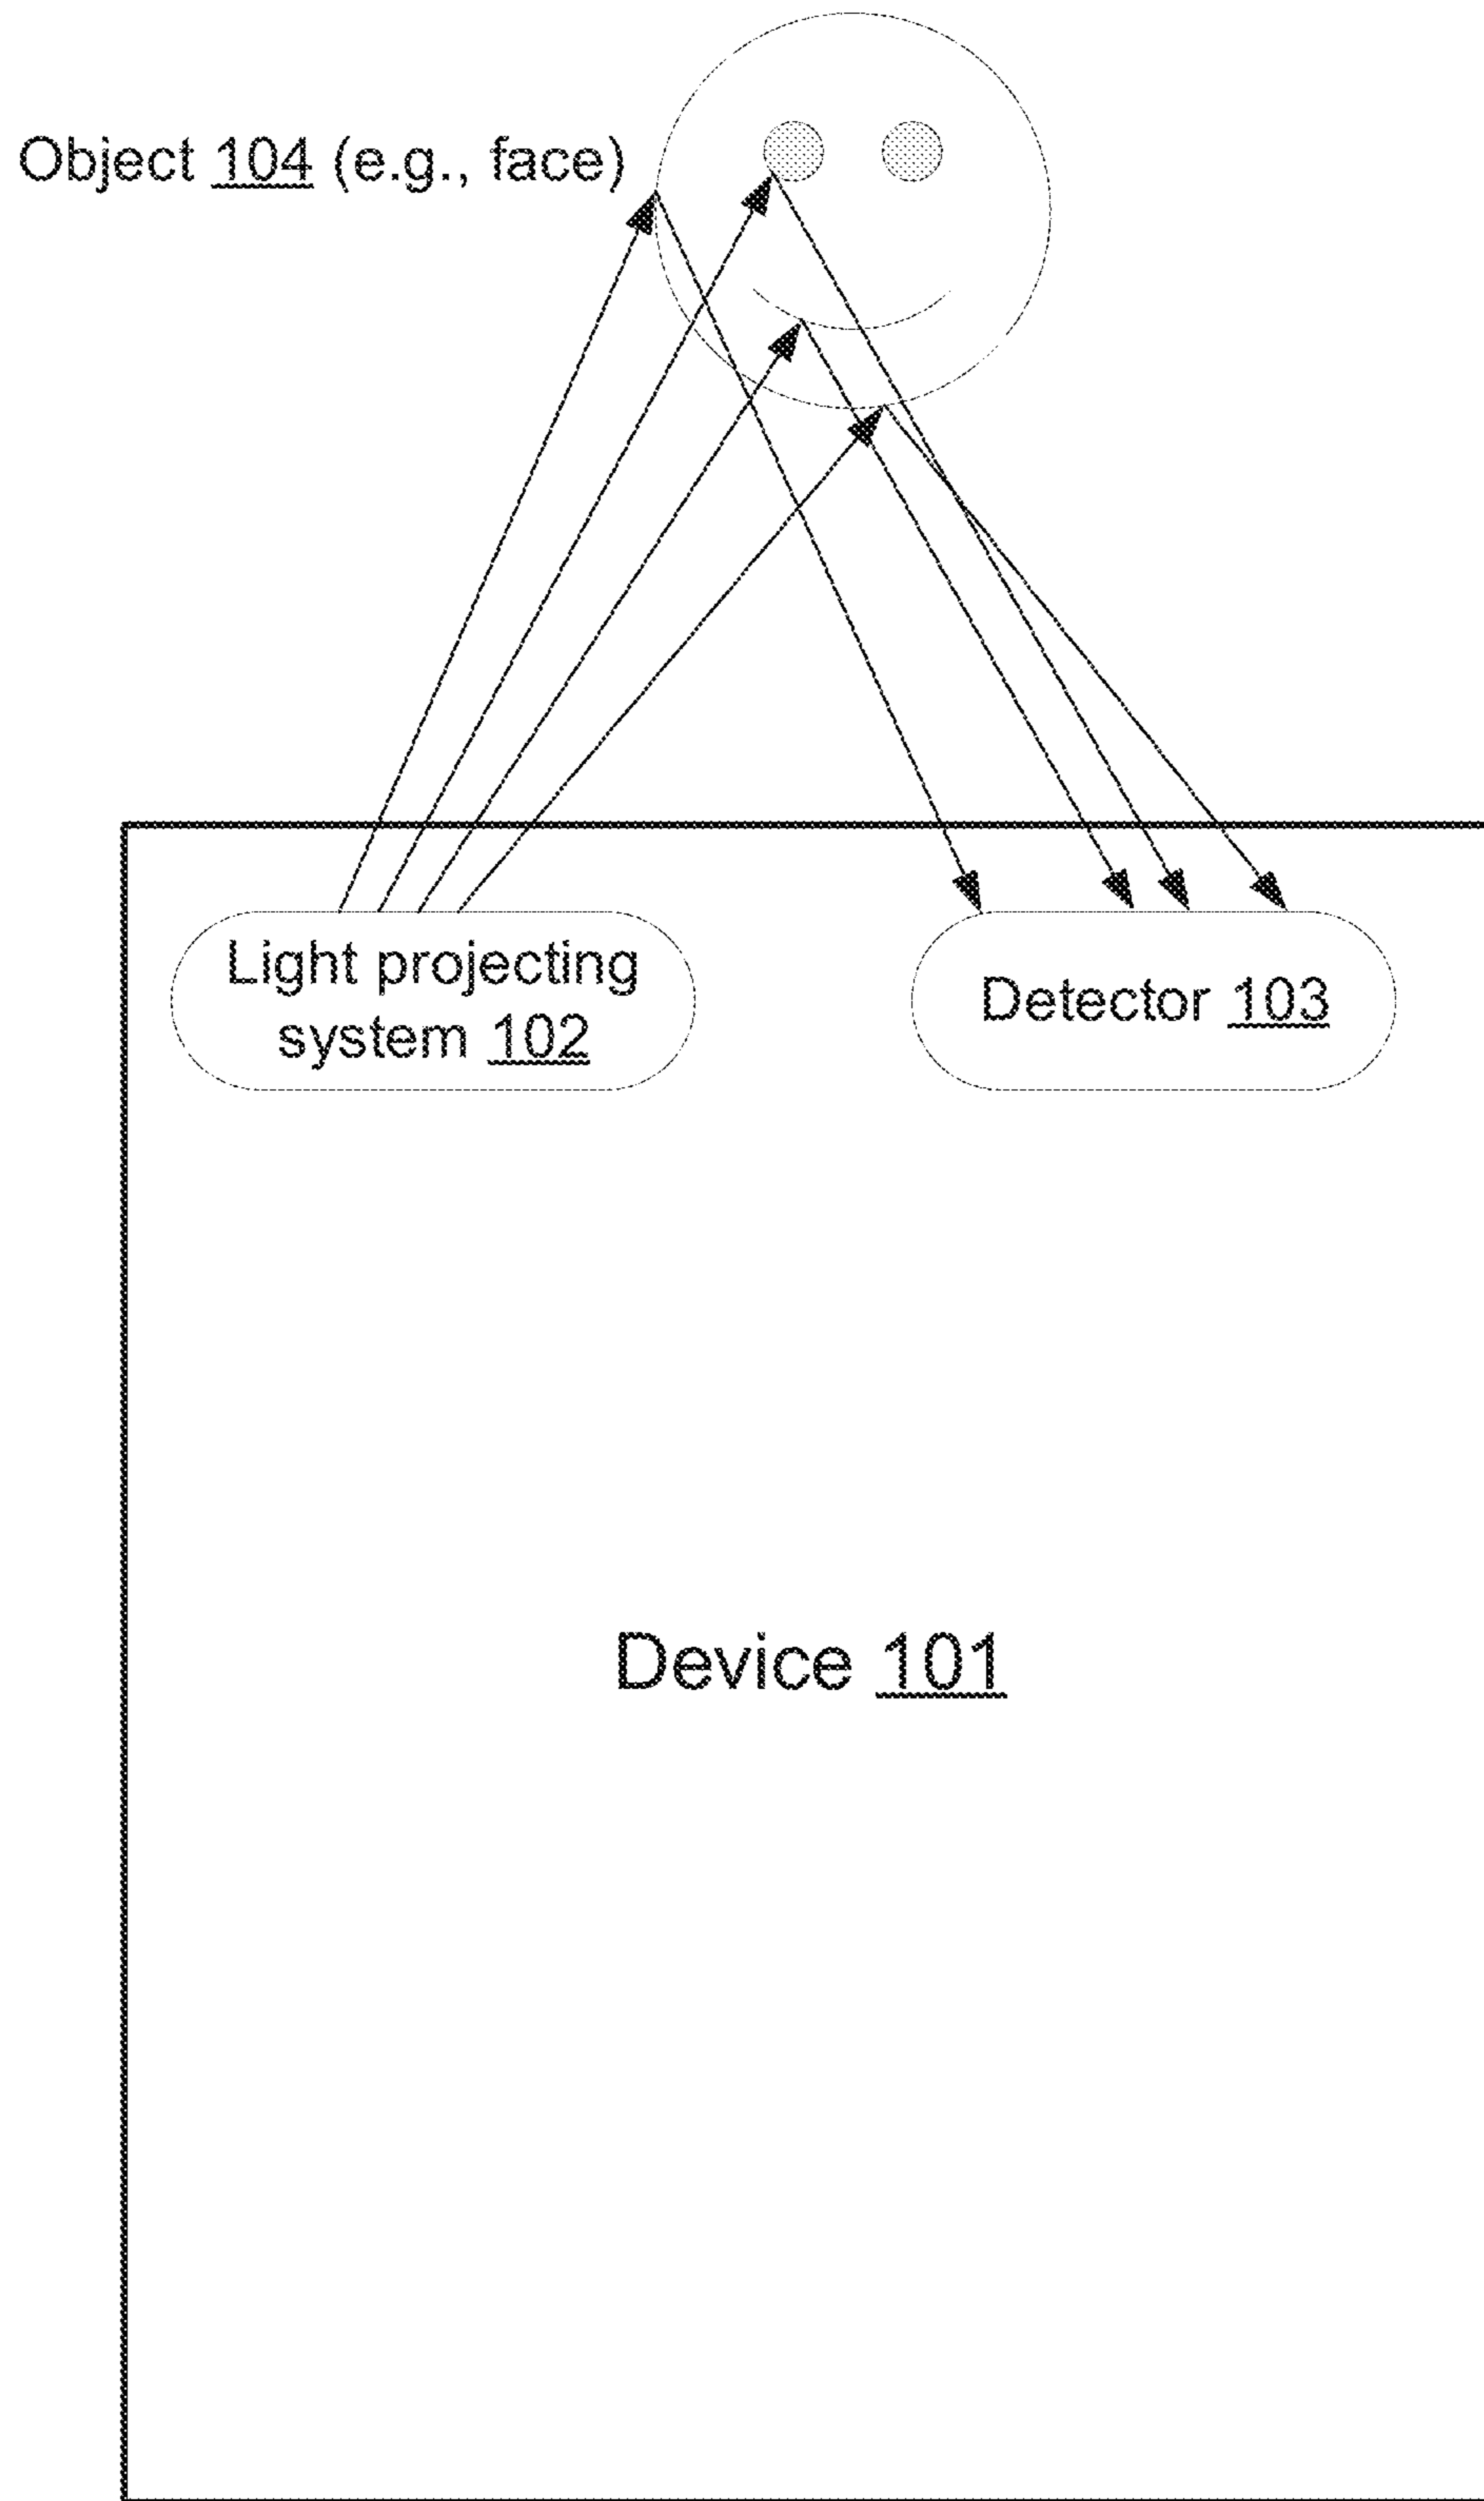 Object 104 (e.g., face)
Light projecting
system 102
Detector 103
Device 101